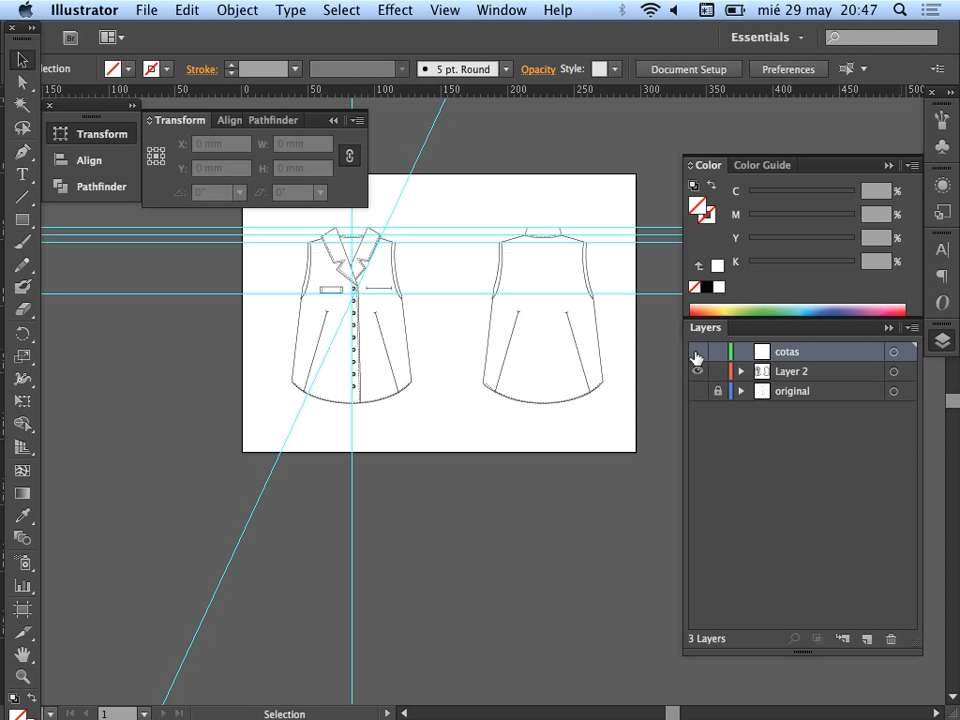 Illustrator File Edit Object Type Select Effect View Window Help mié 29 may 20:47
Br Essentials
lection Stroke: 5 pt. Round Opacity Style: Document Setup Preferences
150 100 50 0 50 100 150 200 250 300 350 400 450 500
Transform
Align
Pathfinder
Transform Align Pathfinder
X: 0 mm W: 0 mm
Y: 0 mm H: 0 mm
0° 0°
Color Color Guide
C %
M %
Y %
K %
Layers
cotas
Layer 2
original
3 Layers
1 Selection